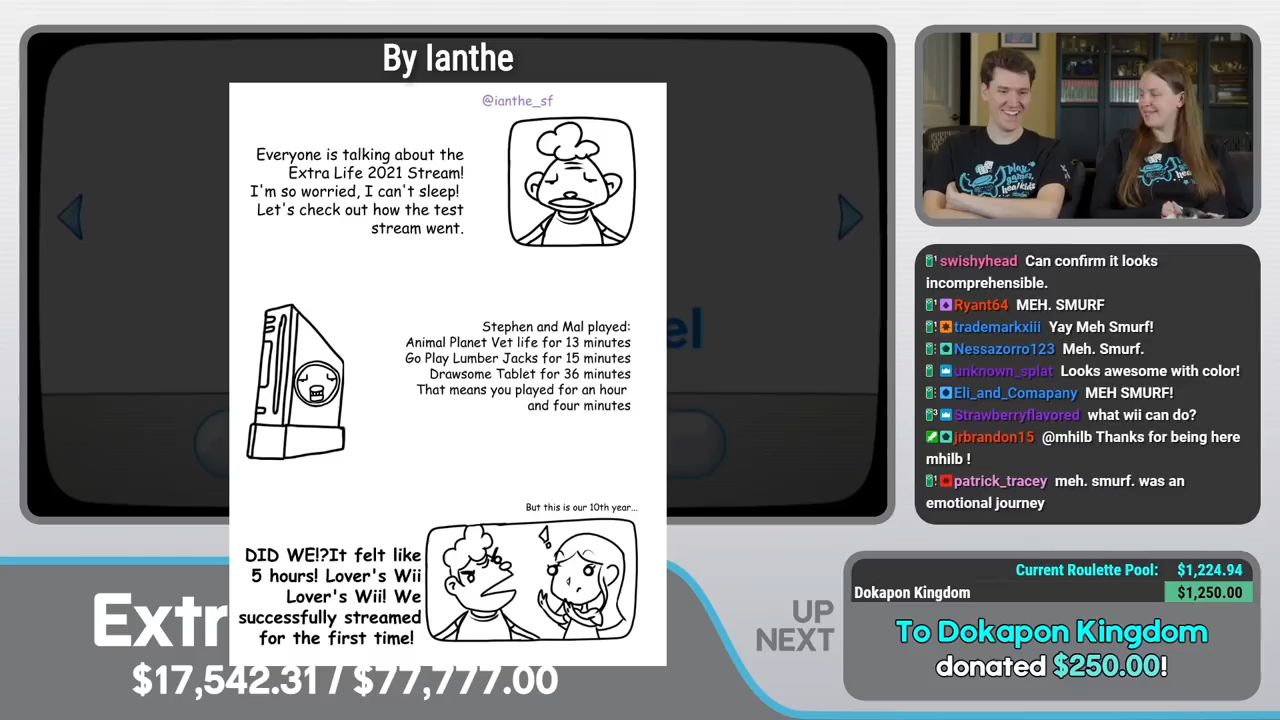 By Ianthe
@ianthe_sf
Everyone is talking about the
Extra Life 2021 Stream!
I'm so worried, I can't sleep!
Let's check out how the test
stream went.
Stephen and Mal played:
Animal Planet Vet life for 13 minutes
Go Play Lumber Jacks for 15 minutes
Drawsome Tablet for 36 minutes
That means you played for an hour
and four minutes
But this is our 10th year...
DID WE!?It felt like
5 hours! Lover's Wii
Lover's Wii! We
successfully streamed
for the first time!
el
Extr
$17,542.31 / $77,777.00
UP
NEXT
play
games,
heal kids
swishyhead Can confirm it looks
incomprehensible.
Ryant64 MEH. SMURF
trademarkxiii Yay Meh Smurf!
Nessazorro123 Meh. Smurf.
unknown_splat Looks awesome with color!
Eli_and_Comapany MEH SMURF!
Strawberryflavored what wii can do?
jrbrandon15 @mhilb Thanks for being here
mhilb !
patrick_tracey meh. smurf. was an
emotional journey
Current Roulette Pool: $1,224.94
Dokapon Kingdom $1,250.00
To Dokapon Kingdom
donated $250.00!